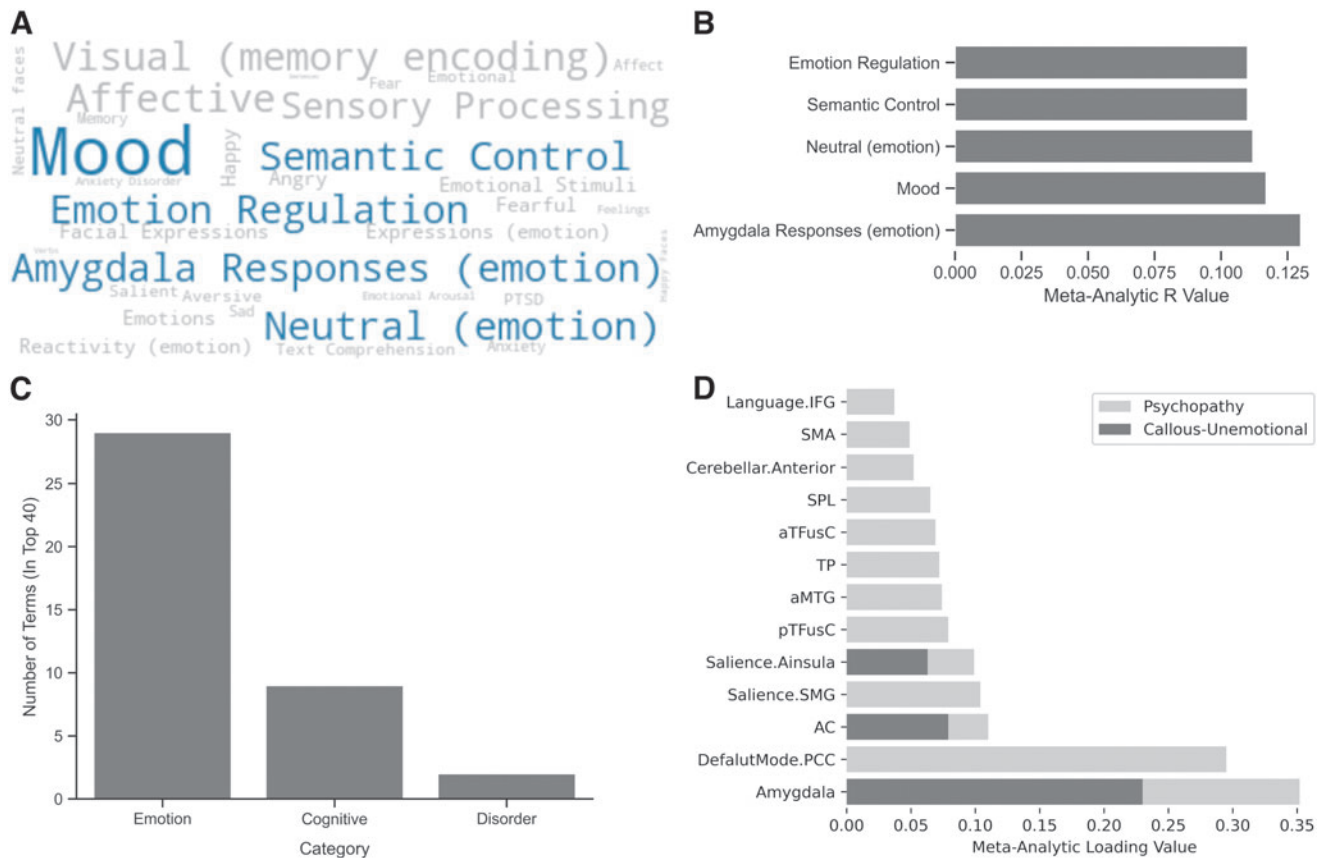 A
Neutral faces
Visual (memory encoding)
Sentences
Affect
Fear
Emotional
Affective
Sensory Processing
Memory
Mood
Happy
Semantic Control
Anxiety Disorder
Angry
Emotional Stimuli
Emotion Regulation
Fearful
Feelings
Facial Expressions
Expressions (emotion)
Verbs
Amygdala Responses (emotion)
Happy Faces
Salient
Aversive
Emotional Arousal
PTSD
Emotions
Sad
Neutral (emotion)
Reactivity (emotion)
Text Comprehension
Anxiety
B
Emotion Regulation
Semantic Control
Neutral (emotion)
Mood
Amygdala Responses (emotion)
0.000 0.025 0.050 0.075 0.100 0.125
Meta-Analytic R Value
C
Number of Terms (In Top 40)
30
25
20
15
10
5
0
Emotion Cognitive Disorder
Category
D
Psychopathy
Callous-Unemotional
Language.IFG
SMA
Cerebellar.Anterior
SPL
aTFusC
TP
aMTG
pTFusC
Salience.Ainsula
Salience.SMG
AC
DefalutMode.PCC
Amygdala
0.00 0.05 0.10 0.15 0.20 0.25 0.30 0.35
Meta-Analytic Loading Value